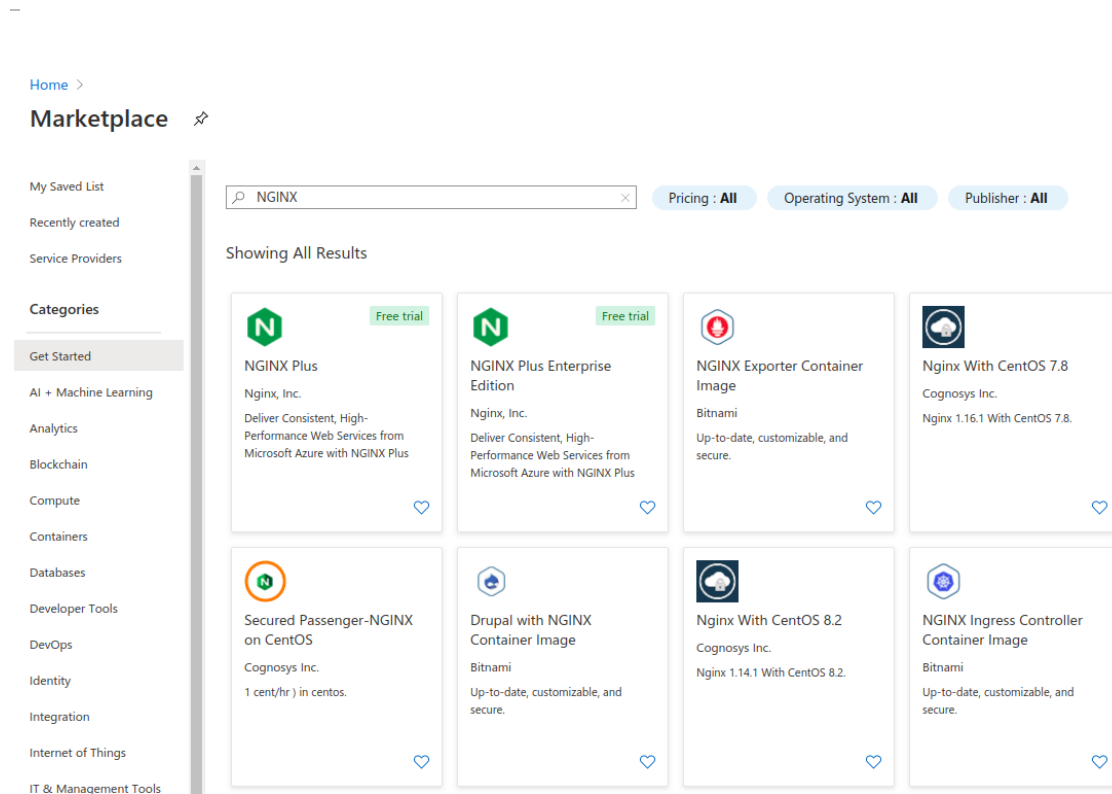 Home >
Marketplace
My Saved List
Recently created
Service Providers
Categories
Get Started
AI + Machine Learning
Analytics
Blockchain
Compute
Containers
Databases
Developer Tools
DevOps
Identity
Integration
Internet of Things
IT & Management Tools
NGINX
Pricing : All
Operating System : All
Publisher : All
Showing All Results
Free trial
NGINX Plus
Nginx, Inc.
Deliver Consistent, High-
Performance Web Services from
Microsoft Azure with NGINX Plus
Free trial
NGINX Plus Enterprise
Edition
Nginx, Inc.
Deliver Consistent, High-
Performance Web Services from
Microsoft Azure with NGINX Plus
NGINX Exporter Container
Image
Bitnami
Up-to-date, customizable, and
secure.
Nginx With CentOS 7.8
Cognosys Inc.
Nginx 1.16.1 With CentOS 7.8.
Secured Passenger-NGINX
on CentOS
Cognosys Inc.
1 cent/hr ) in centos.
Drupal with NGINX
Container Image
Bitnami
Up-to-date, customizable, and
secure.
Nginx With CentOS 8.2
Cognosys Inc.
Nginx 1.14.1 With CentOS 8.2.
NGINX Ingress Controller
Container Image
Bitnami
Up-to-date, customizable, and
secure.